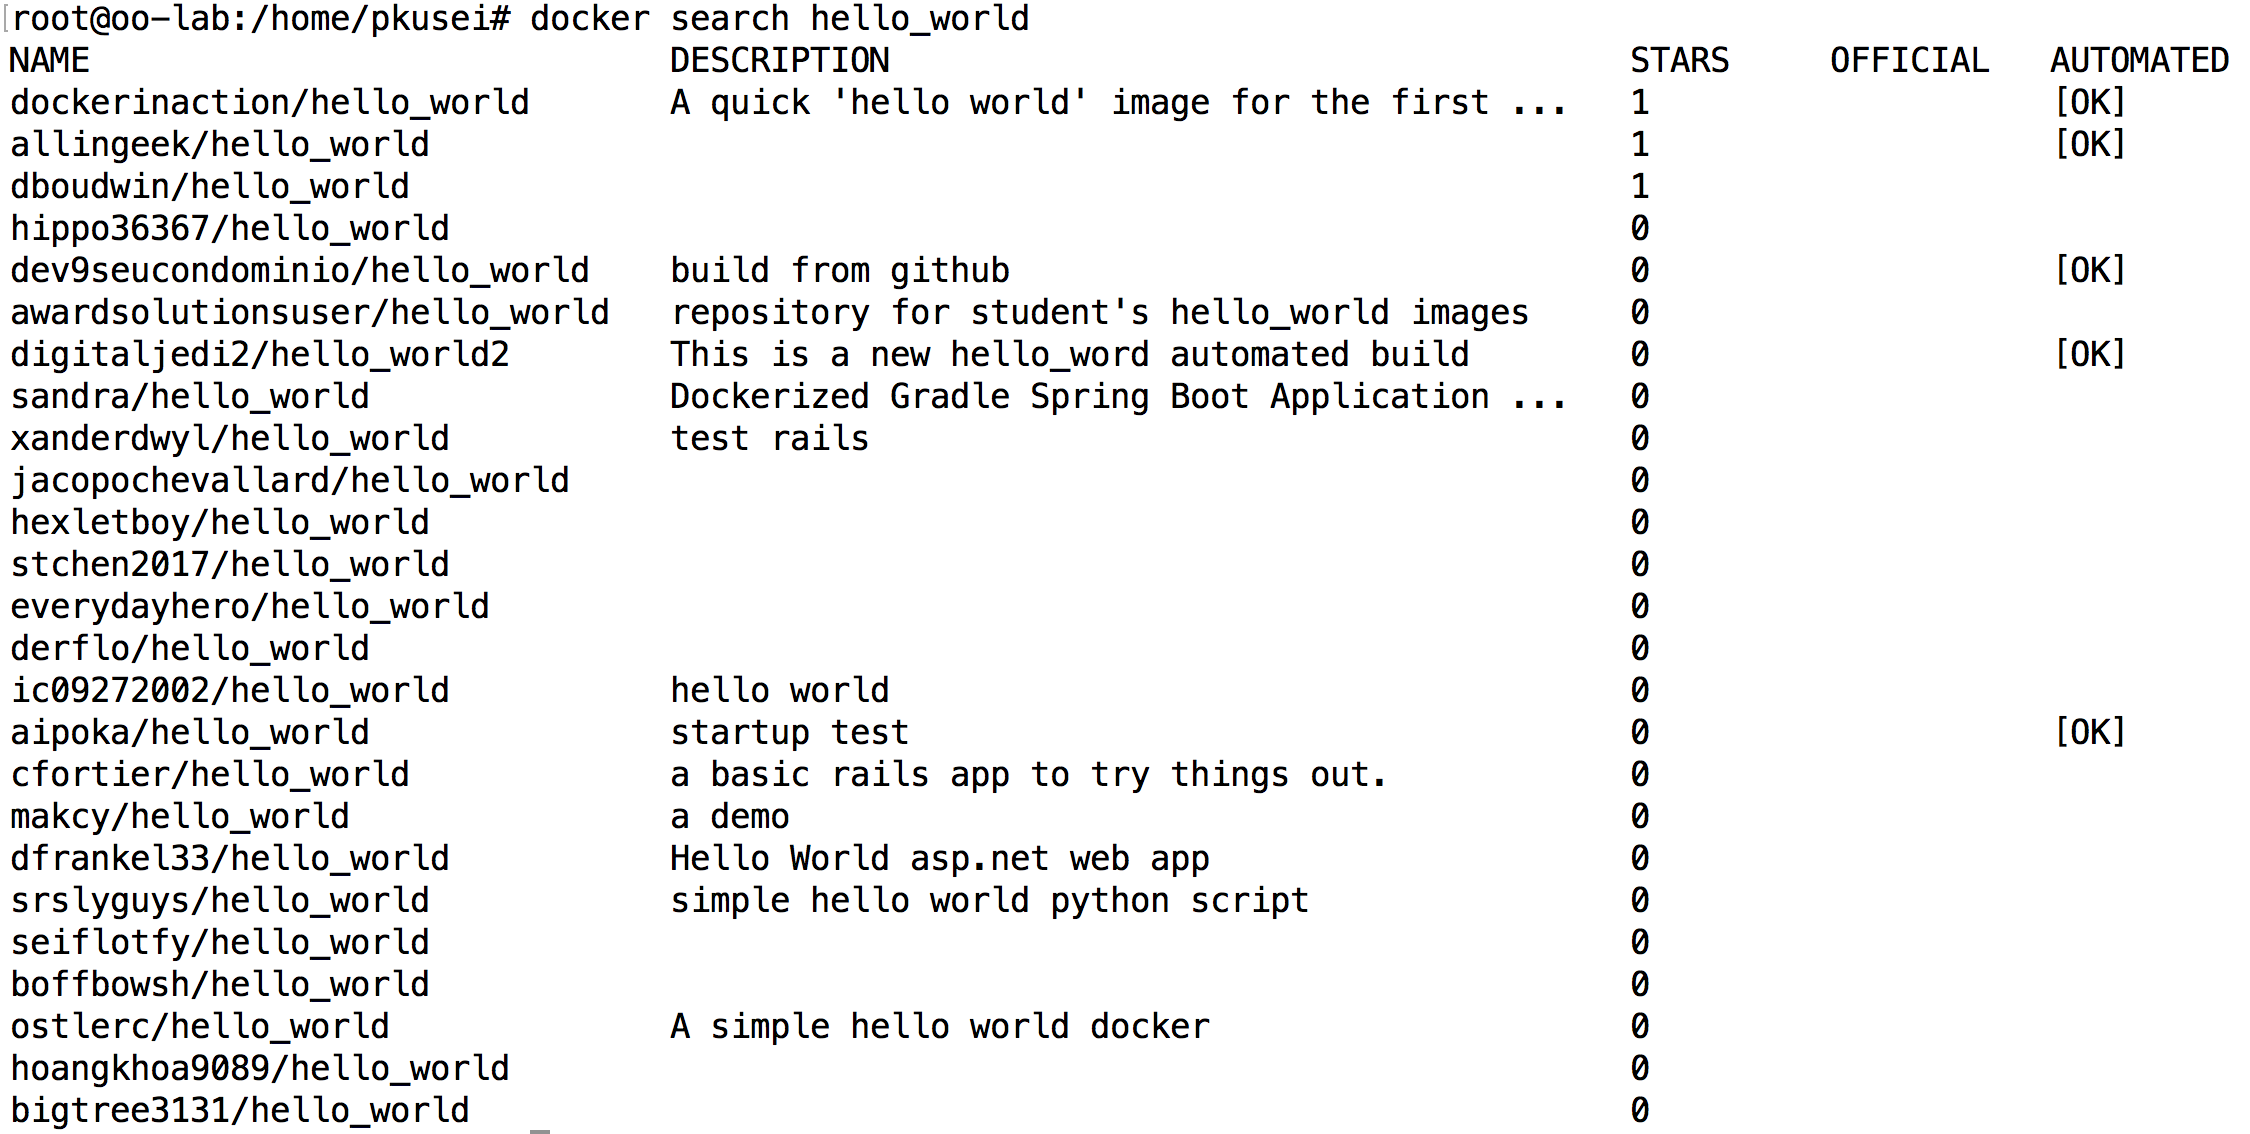 [root@oo-lab:/home/pkusei# docker search hello_world
NAME DESCRIPTION STARS OFFICIAL AUTOMATED
dockerinaction/hello_world A quick 'hello world' image for the first ... 1 [OK]
allingeek/hello_world 1 [OK]
dboudwin/hello_world 1
hippo36367/hello_world 0
dev9seucondominio/hello_world build from github 0 [OK]
awardsolutionsuser/hello_world repository for student's hello_world images 0
digitaljedi2/hello_world2 This is a new hello_word automated build 0 [OK]
sandra/hello_world Dockerized Gradle Spring Boot Application ... 0
xanderdwyl/hello_world test rails 0
jacopochevallard/hello_world 0
hexletboy/hello_world 0
stchen2017/hello_world 0
everydayhero/hello_world 0
derflo/hello_world 0
ic09272002/hello_world hello world 0
aipoka/hello_world startup test 0 [OK]
cfortier/hello_world a basic rails app to try things out. 0
makcy/hello_world a demo 0
dfrankel33/hello_world Hello World asp.net web app 0
srslyguys/hello_world simple hello world python script 0
seiflotfy/hello_world 0
boffbowsh/hello_world 0
ostlerc/hello_world A simple hello world docker 0
hoangkhoa9089/hello_world 0
bigtree3131/hello_world 0